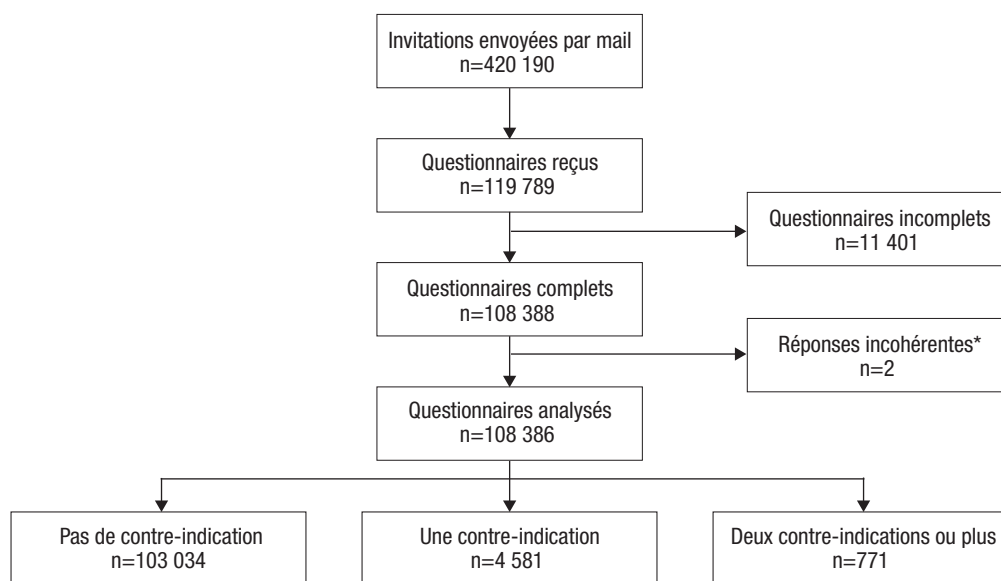 Invitations envoyées par mail
n=420 190
Questionnaires reçus
n=119 789
Questionnaires incomplets
n=11 401
Questionnaires complets
n=108 388
Réponses incohérentes*
n=2
Questionnaires analysés
n=108 386
Pas de contre-indication
n=103 034
Une contre-indication
n=4 581
Deux contre-indications ou plus
n=771